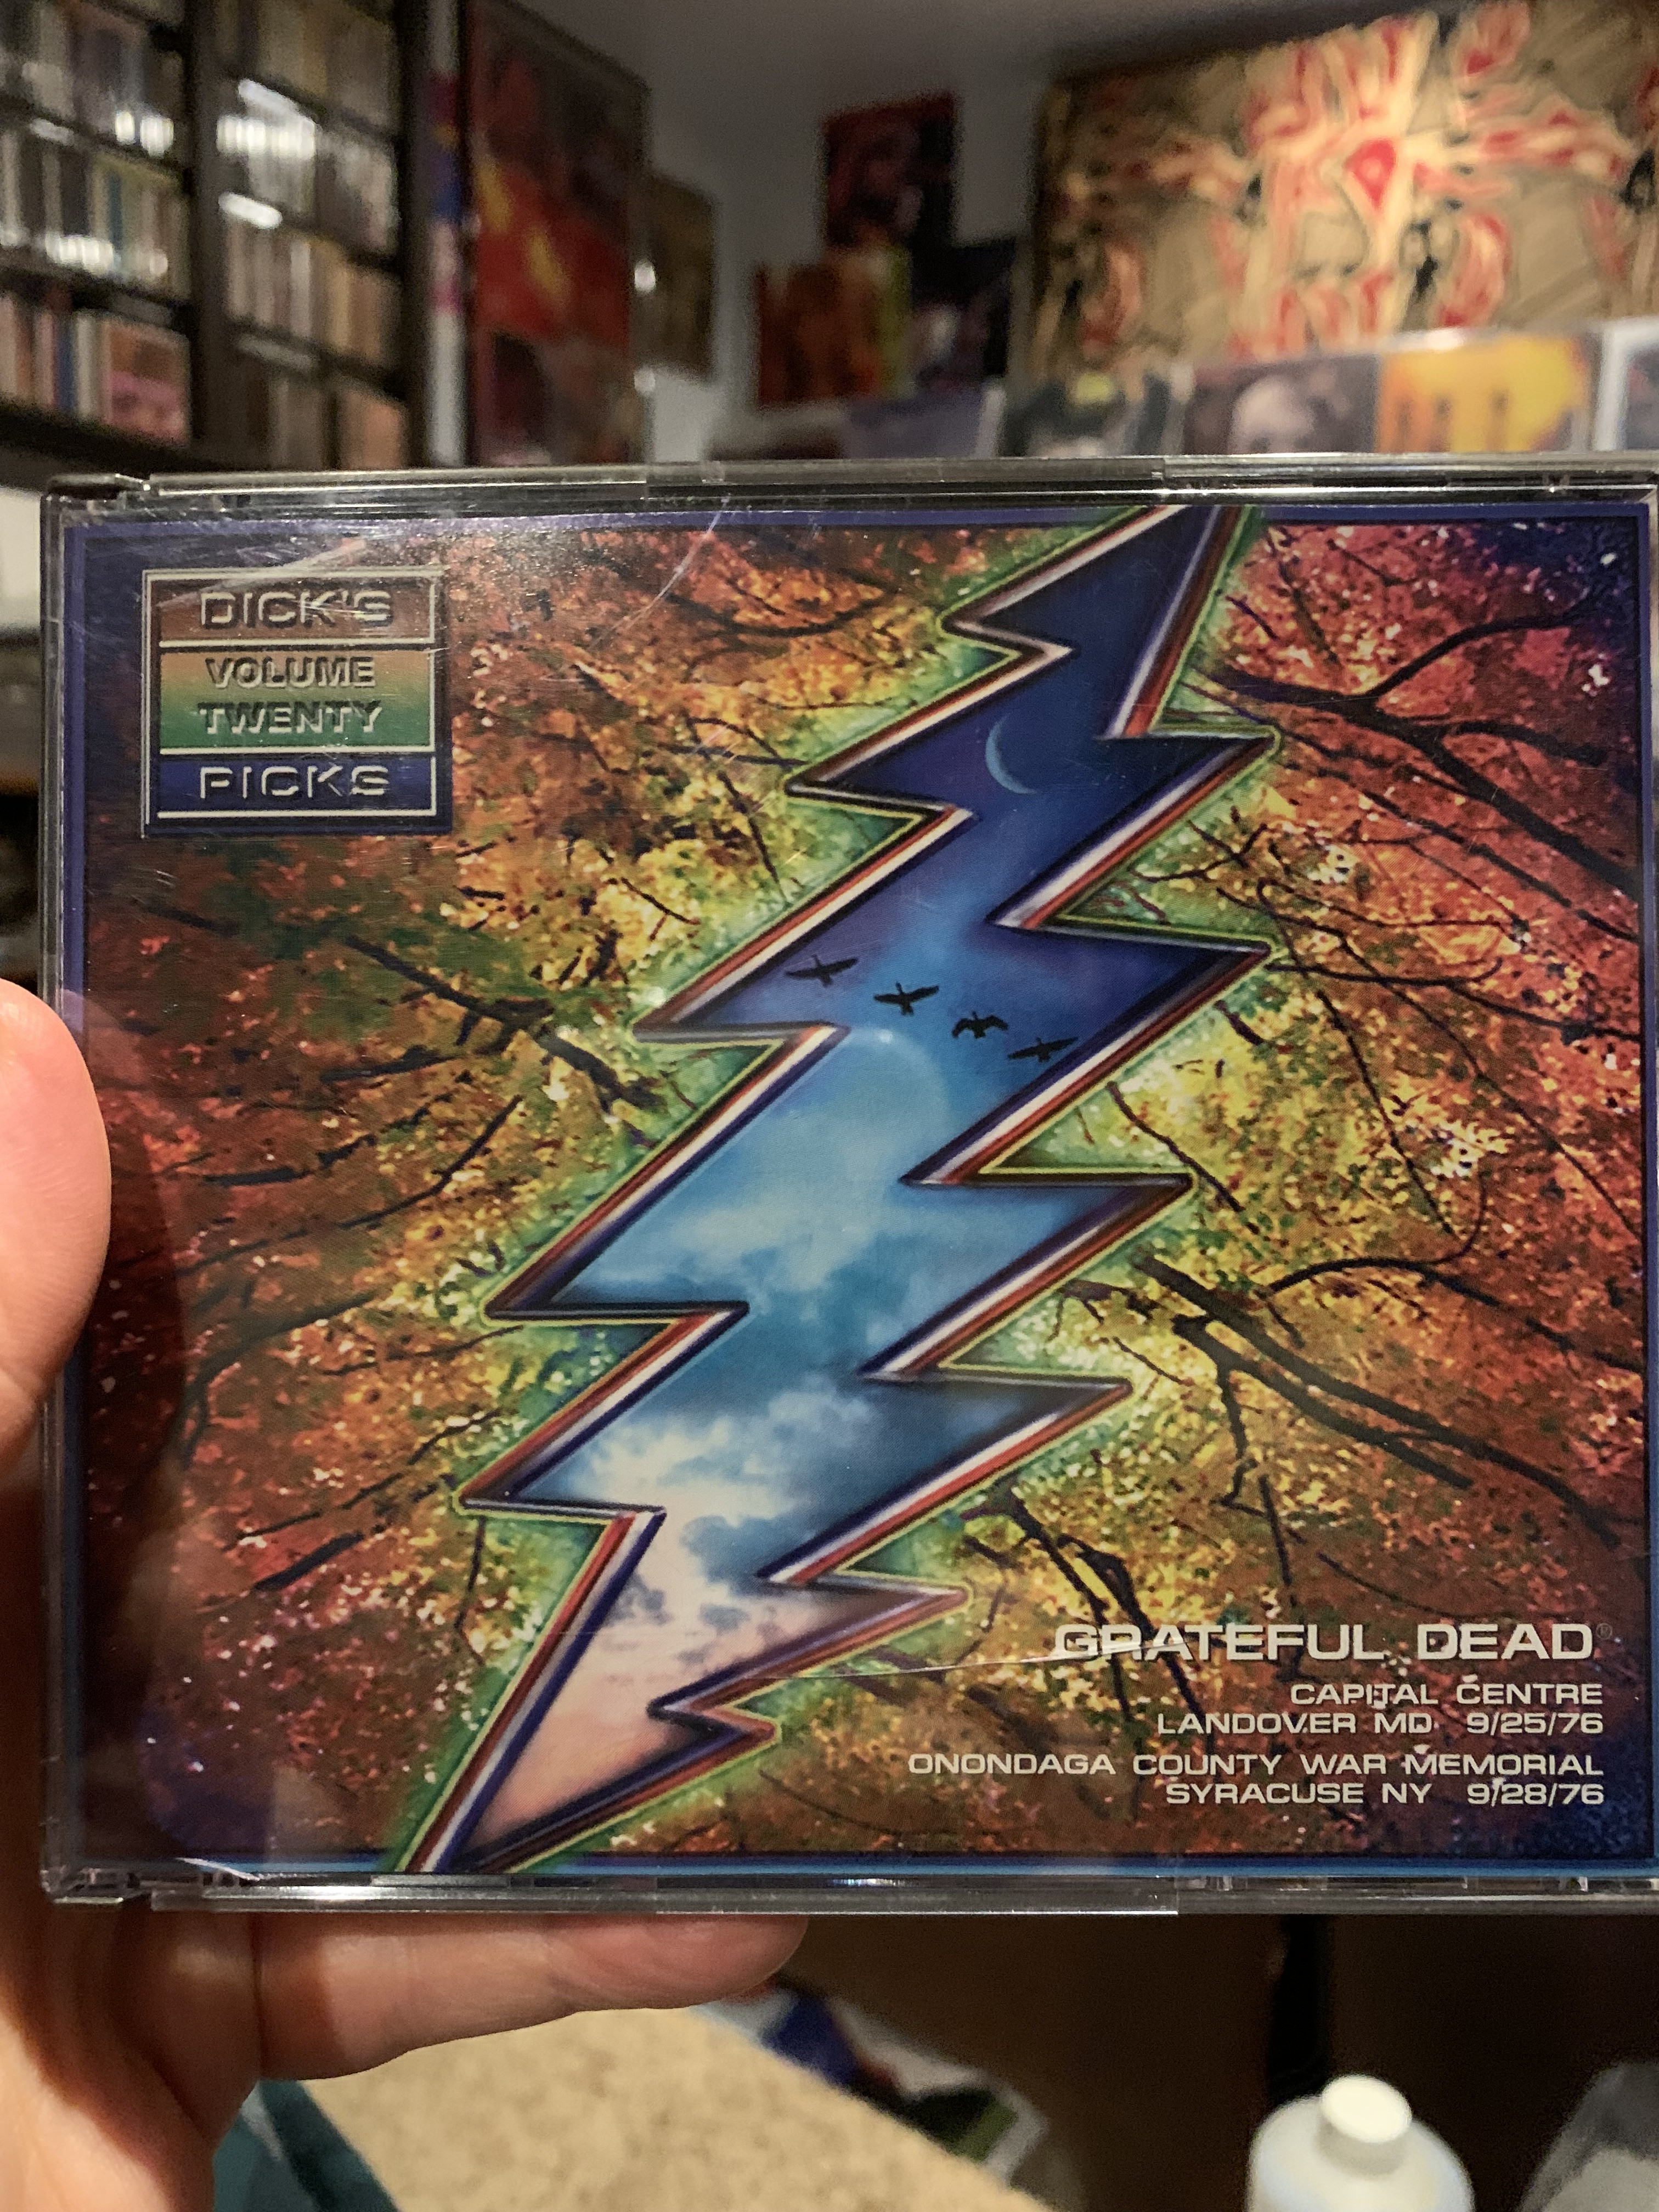 DICK'S
VOLUME
TWENTY
PICKS
GRATEFUL DEAD®
CAPITAL CENTRE
LANDOVER MD 9/25/76
ONONDAGA COUNTY WAR MEMORIAL
SYRACUSE NY 9/28/76